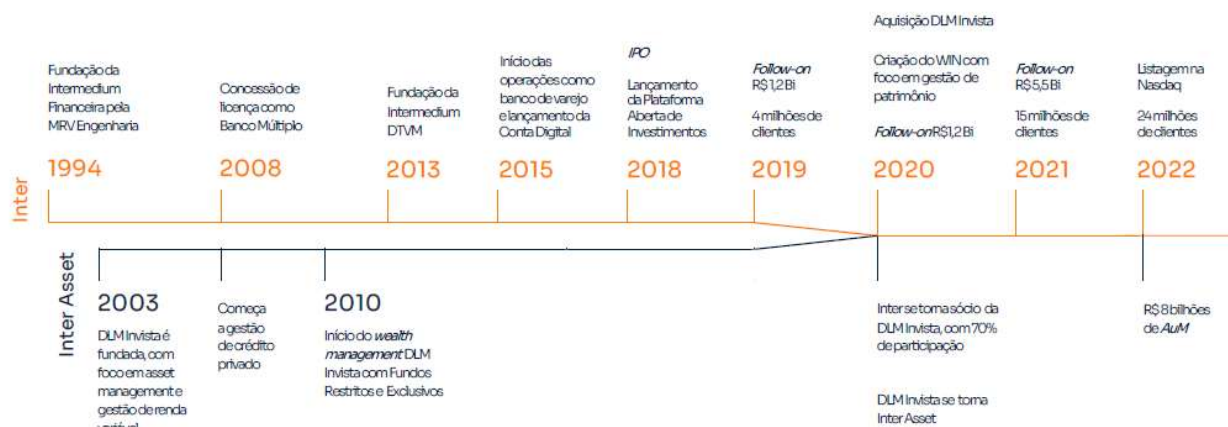 Inter
Fundação da
Intermedium
Financeira pela
MRV Engenharia
1994
Concessão de
licença como
Banco Múltiplo
2008
Fundação da
Intermedium
DTVM
2013
Início das
operações como
banco de varejo
e lançamento da
Conta Digital
2015
IPO
Lançamento
da Plataforma
Aberta de
Investimentos
2018
Follow-on
R$1,2 Bi
4 milhões de
clientes
2019
Aquisição DLM Invista
Criação do WIN com
foco em gestão de
patrimônio
Follow-on R$1,2 Bi
2020
Follow-on
R$5,5 Bi
15 milhões de
clientes
2021
Listagem na
Nasdaq
24 milhões
de clientes
2022
Inter Asset
2003
DLM Invista é
fundada, com
foco em asset
management e
gestão de renda
Começa
a gestão
de crédito
privado
2010
Início do wealth
management DLM
Invista com Fundos
Restritos e Exclusivos
Inter se torna sócio da
DLM Invista, com 70%
de participação
DLM Invista se torna
Inter Asset
R$ 8 bilhões
de AuM